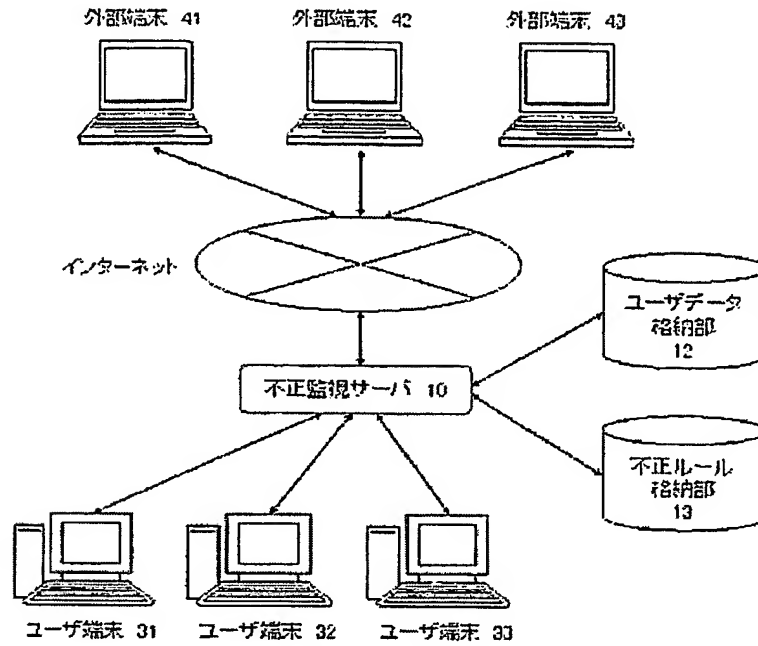 外部端末 41
外部端末 42
外部端末 43
インターネット
ユーザデータ
格納部
12
不正監視サーバ 10
不正ルール
格納部
13
ユーザ端末 31
ユーザ端末 32
ユーザ端末 33